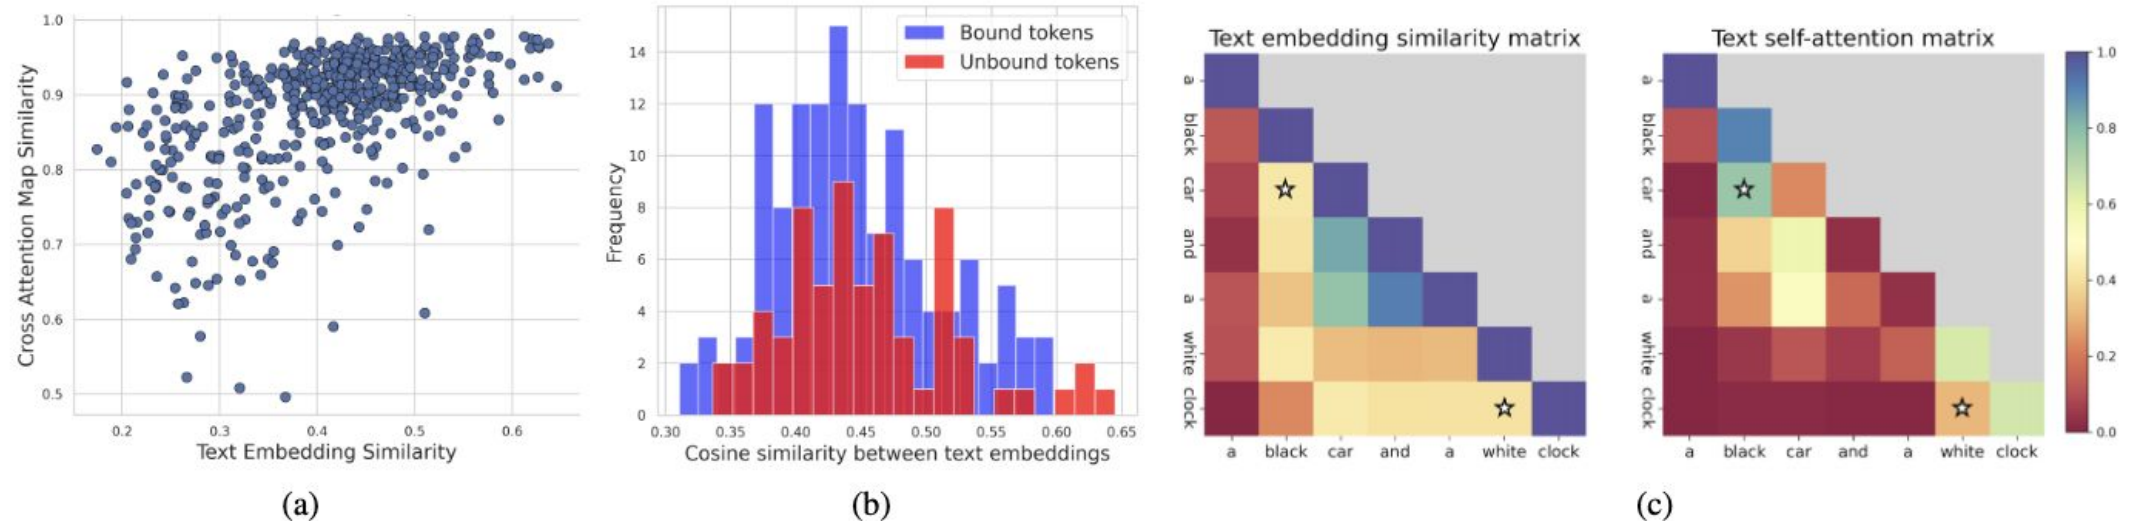 Cross Attention Map Similarity
1.0
0.9
0.8
0.7
0.6
0.5
0.2 0.3 0.4 0.5 0.6
Text Embedding Similarity
(a)
Frequency
14
12
10
8
6
4
2
0
Bound tokens
Unbound tokens
0.30 0.35 0.40 0.45 0.50 0.55 0.60 0.65
Cosine similarity between text embeddings
(b)
Text embedding similarity matrix
a
black
car
and
a
white
clock
a black car and a white clock
Text self-attention matrix
a
black
car
and
a
white
clock
a black car and a white clock
1.0
0.8
0.6
0.4
0.2
0.0
(c)